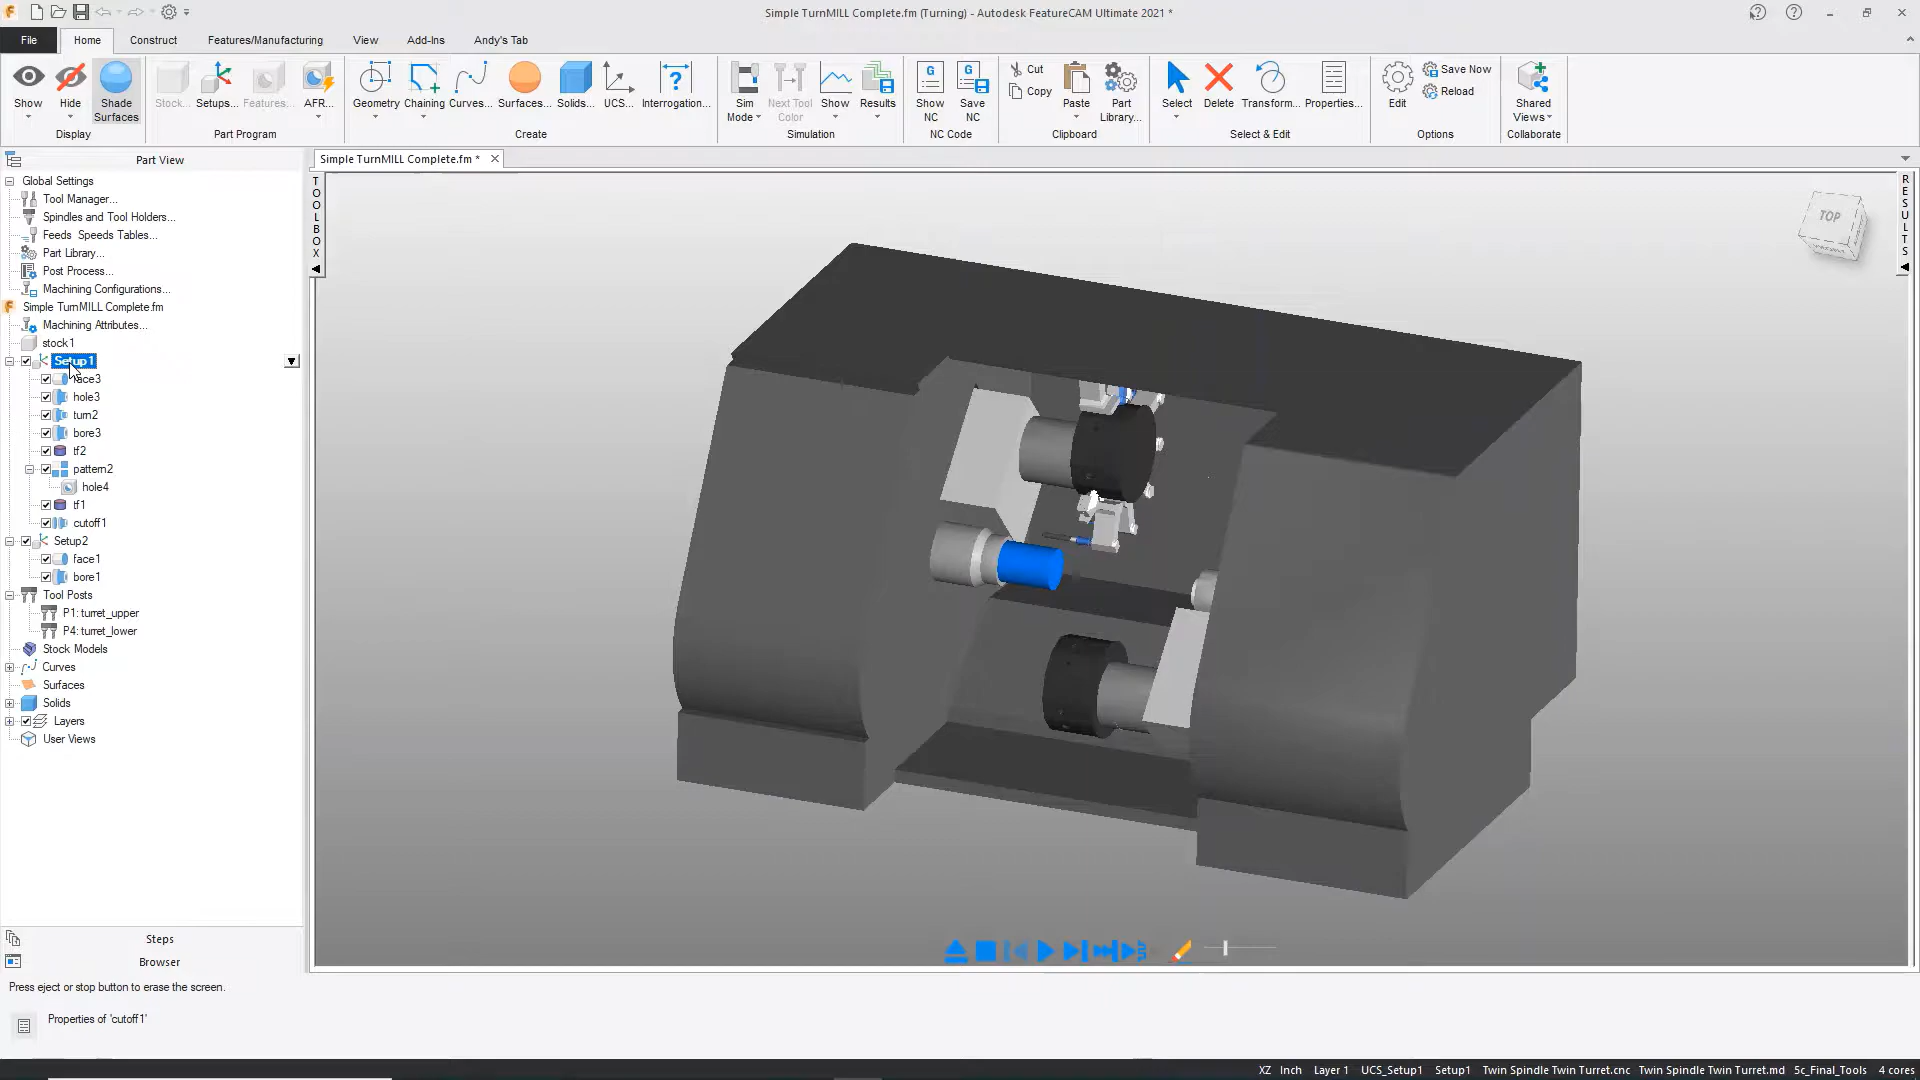 Simple TurnMILL Complete.fm (Turning) - Autodesk FeatureCAM Ultimate 2021 *
File
Home
Construct
Features/Manufacturing
View
Add-Ins
Andy's Tab
Show
Hide
Shade Surfaces
Display
Stock...
Setups...
Features...
AFR...
Part Program
Geometry
Chaining
Curves...
Surfaces...
Solids...
UCS...
Interrogation...
Create
Sim Mode
Next Tool Color
Show
Results
Simulation
Show NC
Save NC
NC Code
Cut
Copy
Paste
Part Library...
Clipboard
Select
Delete
Transform...
Properties...
Select & Edit
Edit
Save Now
Reload
Options
Shared Views
Collaborate
Part View
Simple TurnMILL Complete.fm *
Global Settings
Tool Manager...
Spindles and Tool Holders...
Feeds Speeds Tables...
Part Library...
Post Process...
Machining Configurations...
Simple TurnMILL Complete.fm
Machining Attributes...
stock1
Setup1
face3
hole3
turn2
bore3
tf2
pattern2
hole4
tf1
cutoff1
Setup2
face1
bore1
Tool Posts
P1: turret_upper
P4: turret_lower
Stock Models
Curves
Surfaces
Solids
Layers
User Views
TOOLBOX
TOP
RESULTS
Steps
Browser
Press eject or stop button to erase the screen.
Properties of 'cutoff1'
XZ Inch Layer 1 UCS_Setup1 Setup1 Twin Spindle Twin Turret.cnc Twin Spindle Twin Turret.md 5c_Final_Tools 4 cores